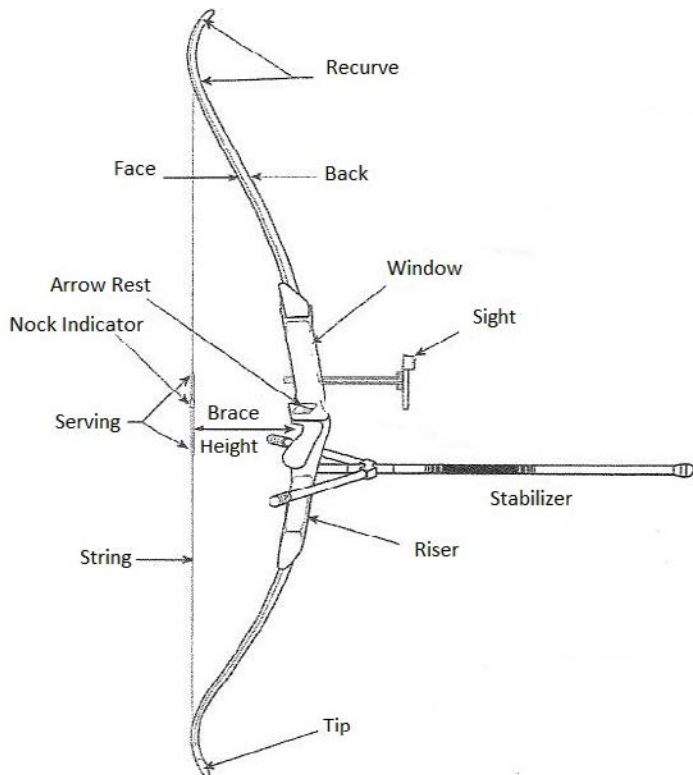 Recurve
Face
Back
Window
Arrow Rest
Sight
Nock Indicator
Brace
Serving
Height
Stabilizer
Riser
String
Tip